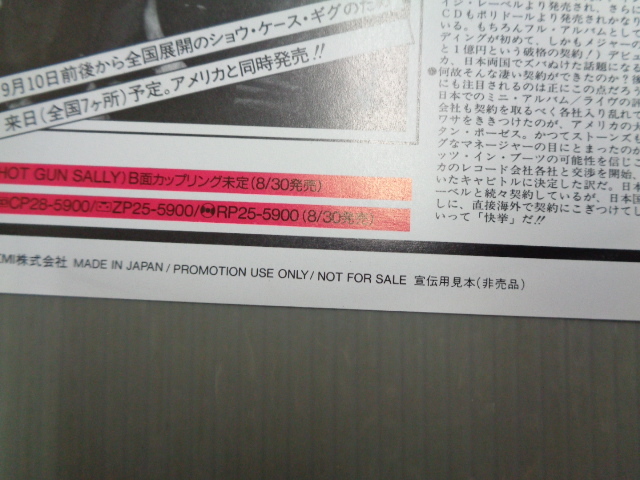 9月10日前後から全国展開のショウ・ケース・ギグのため
来日(全国7ヶ所)予定。アメリカと同時発売!!
HOT GUN SALLY) B面カップリング未定(8/30発売)
CP28-5900/ZP25-5900/RP25-5900 (8/30発売)
EMI株式会社 MADE IN JAPAN / PROMOTION USE ONLY / NOT FOR SALE 宣伝用見本(非売品)
イジ・レーベルより発売され、さらに
CDもポリドールより発売されかなで
いる。もちろんフル・アルバムとして
ディングが初めて、しかもメジャーの
と1億円という破格の契約!)デビュ
カ、日本両国でズバぬけた話題になる
●何故そんな凄い契約ができたのか?
にも注目されるのは正にこの点だろう
日本でのミニ・アルバム/ライヴの
会社も契約を取るべく各社入り乱れて
ワサをききつけたのが、アメリカの
タン・ポーゼス。かつてストーンズも
グなマネージャーの目にとまったのか
ッツ・イン・ブーツの可能性を信じ
カのレコード会社各社と交渉を開始、
いたキャピトルに決定した訳だ。日本
ーベルと続々契約しているが、日本国
しに、直接海外で契約にこぎつけてし
いって「快挙」だ!!